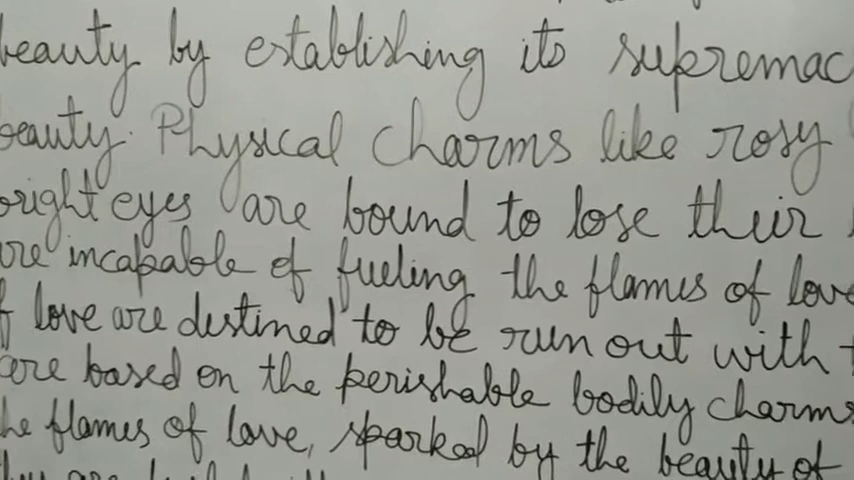 beauty by establishing its supremac
beauty. Physical charms like rosy
bright eyes are bound to lose their
are incapable of fueling the flames of love
of love are destined to be run out with
are based on the perishable bodily charms
the flames of love, sparked by the beauty of